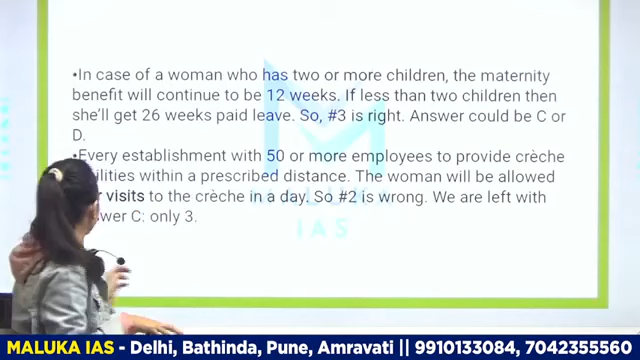 •In case of a woman who has two or more children, the maternity
benefit will continue to be 12 weeks. If less than two children then
she'll get 26 weeks paid leave. So, #3 is right. Answer could be C or
D.
•Every establishment with 50 or more employees to provide crèche
within a prescribed distance. The woman will be allowed
visits to the crèche in a day. So #2 is wrong. We are left with
C: only 3.
MALUKA
IAS
MALUKA IAS - Delhi, Bathinda, Pune, Amravati || 9910133084, 7042355560